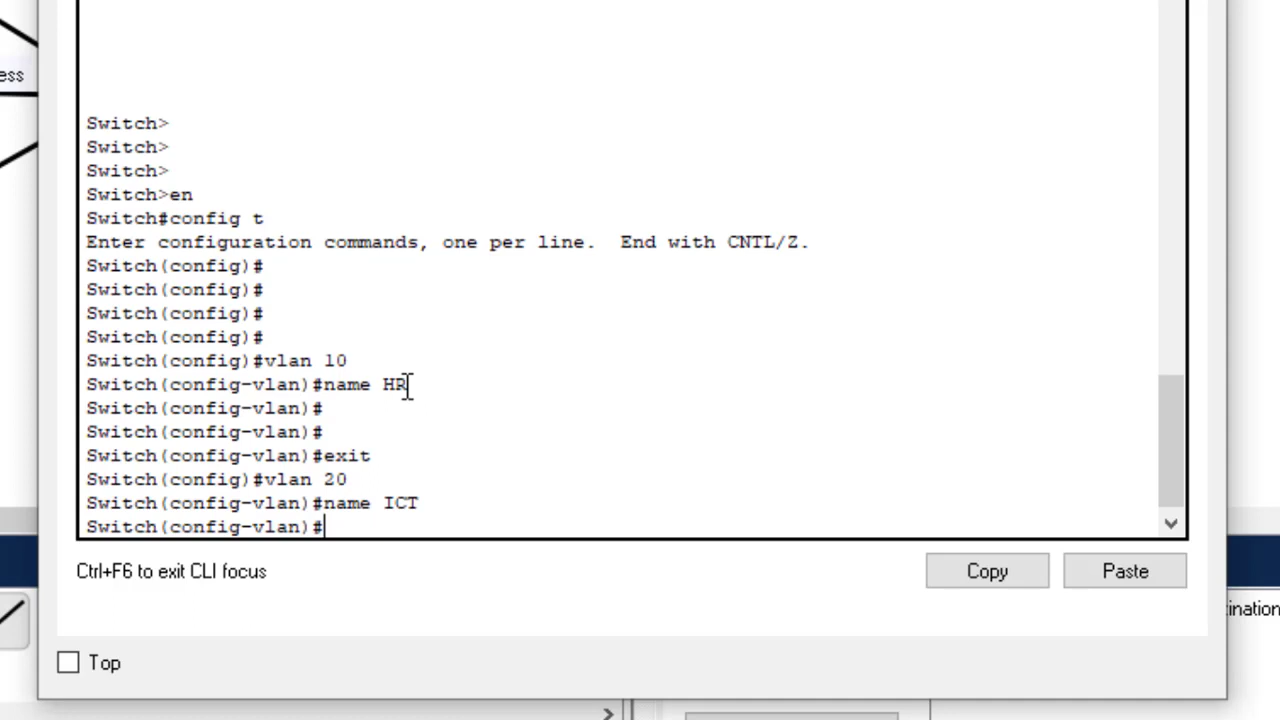 ess
Switch>
Switch>
Switch>
Switch>en
Switch#config t
Enter configuration commands, one per line.  End with CNTL/Z.
Switch(config)#
Switch(config)#
Switch(config)#
Switch(config)#
Switch(config)#vlan 10
Switch(config-vlan)#name HR
Switch(config-vlan)#
Switch(config-vlan)#
Switch(config-vlan)#exit
Switch(config)#vlan 20
Switch(config-vlan)#name ICT
Switch(config-vlan)#
Ctrl+F6 to exit CLI focus
Copy
Paste
ination
Top